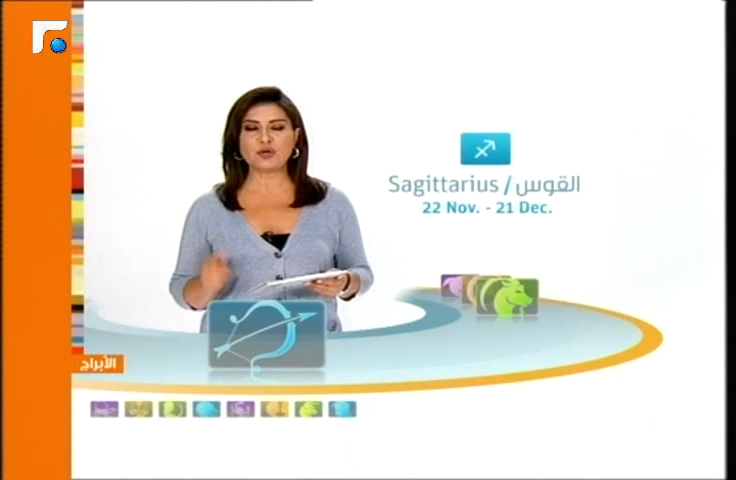 Sagittarius / القوس
22 Nov. - 21 Dec.
الأبراج